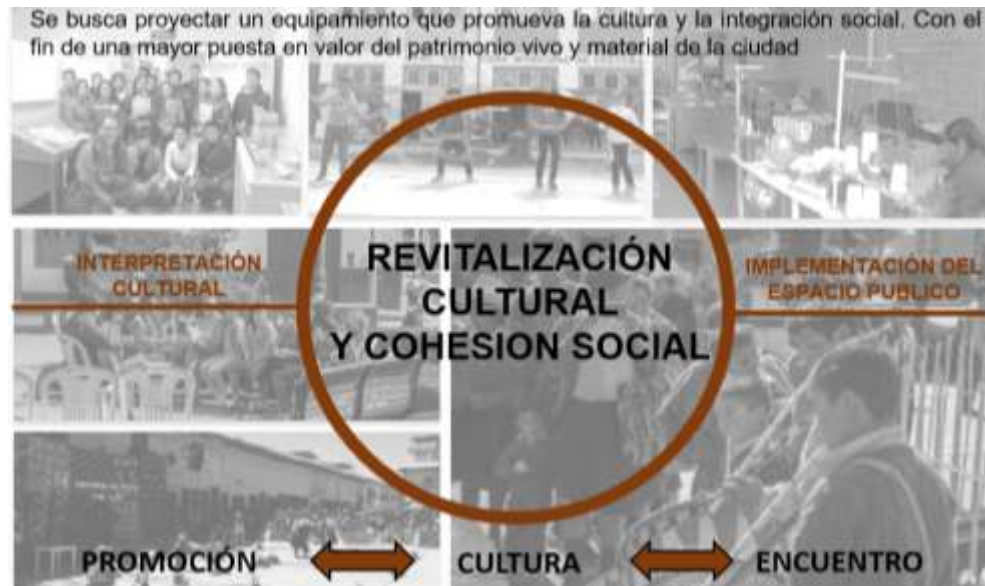 Se busca proyectar un equipamiento que promueva la cultura y la integración social. Con el
fin de una mayor puesta en valor del patrimonio vivo y material de la ciudad
INTERPRETACIÓN
CULTURAL
REVITALIZACIÓN
CULTURAL
Y COHESION SOCIAL
IMPLEMENTACIÓN DEL
ESPACIO PUBLICO
PROMOCIÓN
CULTURA
ENCUENTRO